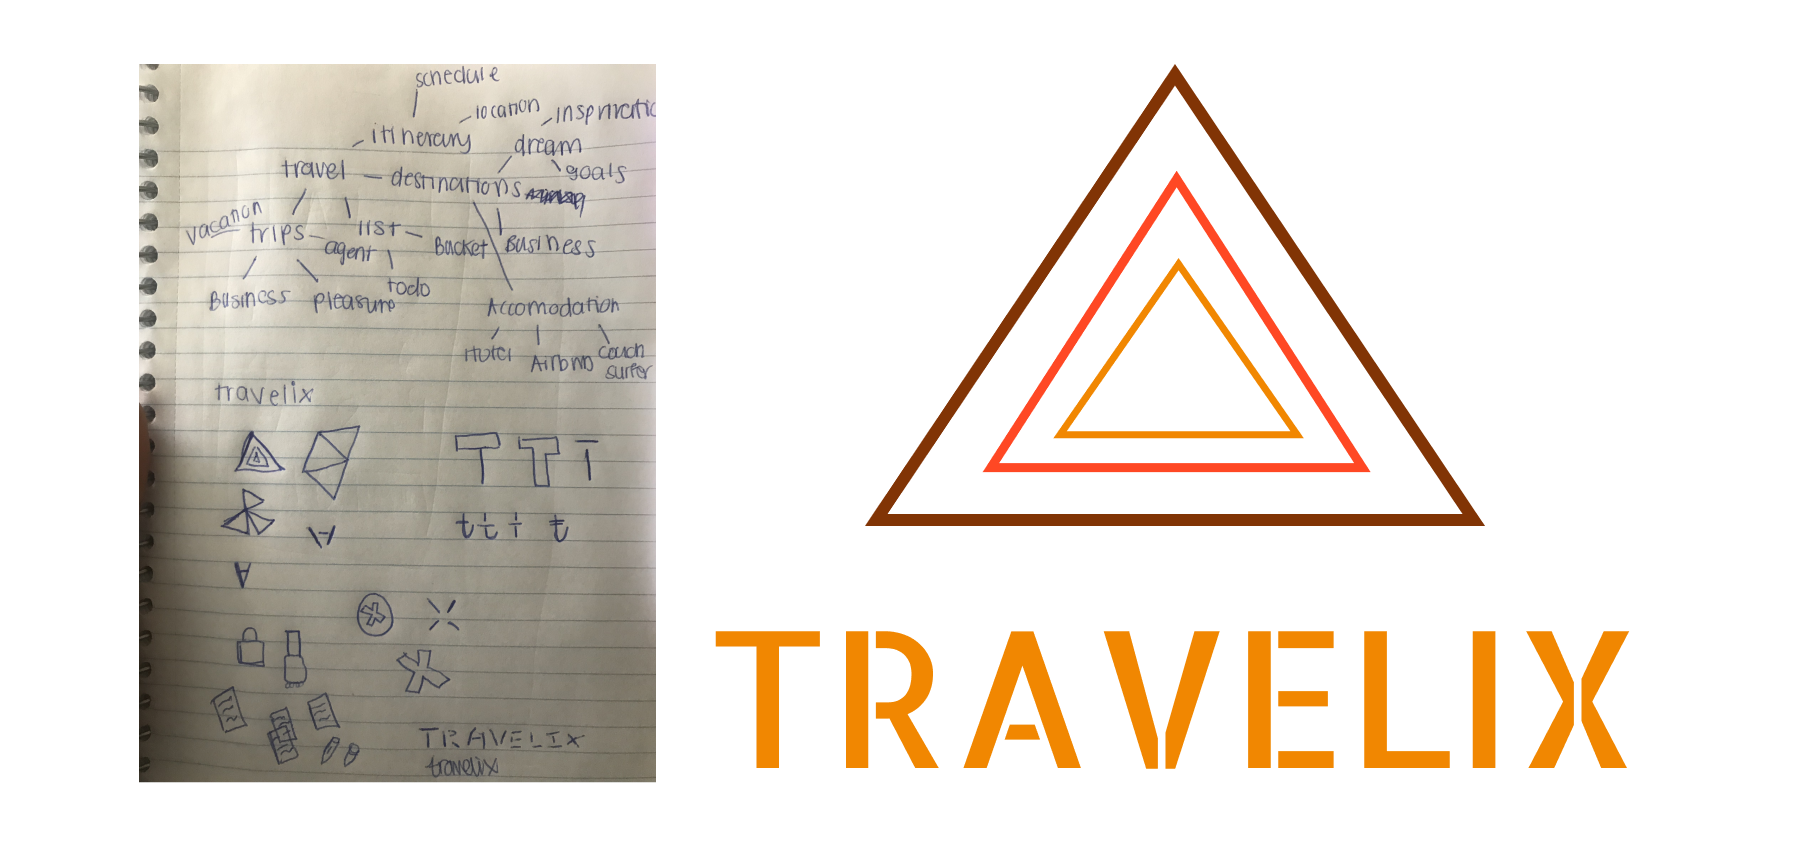 schedule
location
inspriratio
itinerary
dream
travel
goals
destinations
vacation
trips
list
agent
Bucket
Business
todo
Business
pleasure
Accomodation
Hotel
Airbnb
couch
surfer
travelix
T T T
t t t t
TRAVELIX
travelix
TRAVELIX